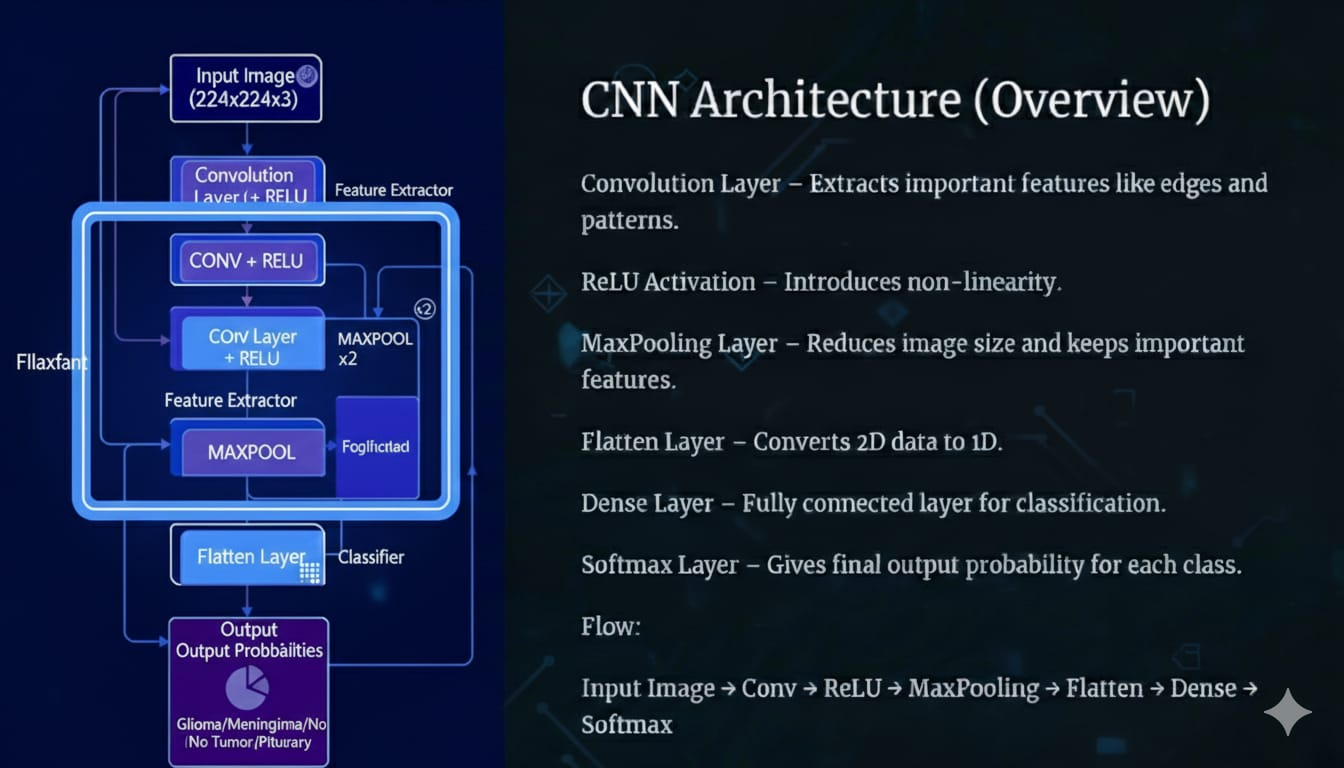 Input Image
(224x224x3)
Convolution
Layer (+ RELU
Feature Extractor
CONV + RELU
COnv Layer
+ RELU
MAXPOOL
x2
Fllaxfant
Feature Extractor
MAXPOOL
Flatten Layer
Classifier
Output
Output Probbäilities
Glioma/Meningima/No
(No Tumor/Piturary
CNN Architecture (Overview)
Convolution Layer – Extracts important features like edges and
patterns.
ReLU Activation – Introduces non-linearity.
MaxPooling Layer – Reduces image size and keeps important
features.
Flatten Layer – Converts 2D data to 1D.
Dense Layer – Fully connected layer for classification.
Softmax Layer – Gives final output probability for each class.
Flow:
Input Image → Conv → ReLU → MaxPooling → Flatten → Dense →
Softmax